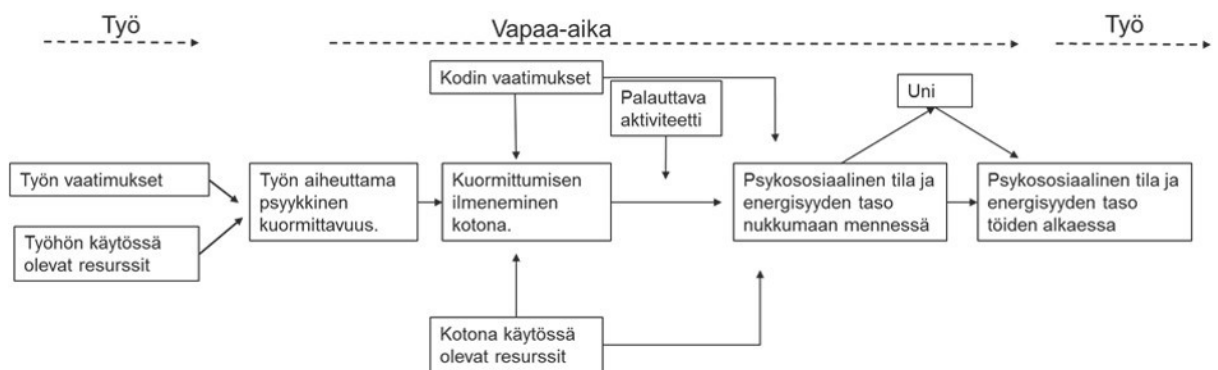 Työ
Vapaa-aika
Työ
Kodin vaatimukset
Palauttava
aktiviteetti
Uni
Työn vaatimukset
Työhön käytössä
olevat resurssit
Työn aiheuttama
psyykkinen
kuormittavuus.
Kuormittumisen
ilmeneminen
kotona.
Psykososiaalinen tila ja
energisyyden taso
nukkumaan mennessä
Psykososiaalinen tila ja
energisyyden taso
töiden alkaessa
Kotona käytössä
olevat resurssit